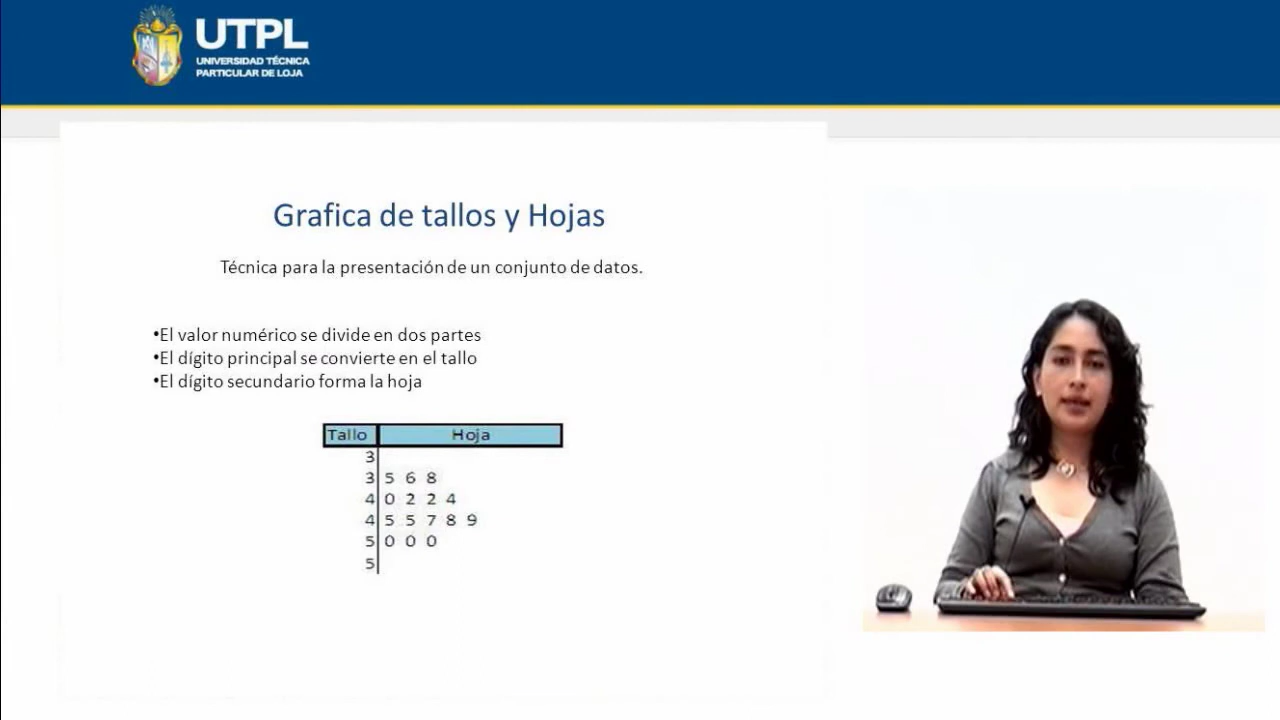 UTPL
UNIVERSIDAD TÉCNICA
PARTICULAR DE LOJA
Grafica de tallos y Hojas
Técnica para la presentación de un conjunto de datos.
•El valor numérico se divide en dos partes
•El dígito principal se convierte en el tallo
•El dígito secundario forma la hoja
Tallo Hoja
3
3 5 6 8
4 0 2 2 4
4 5 5 7 8 9
5 0 0 0
5